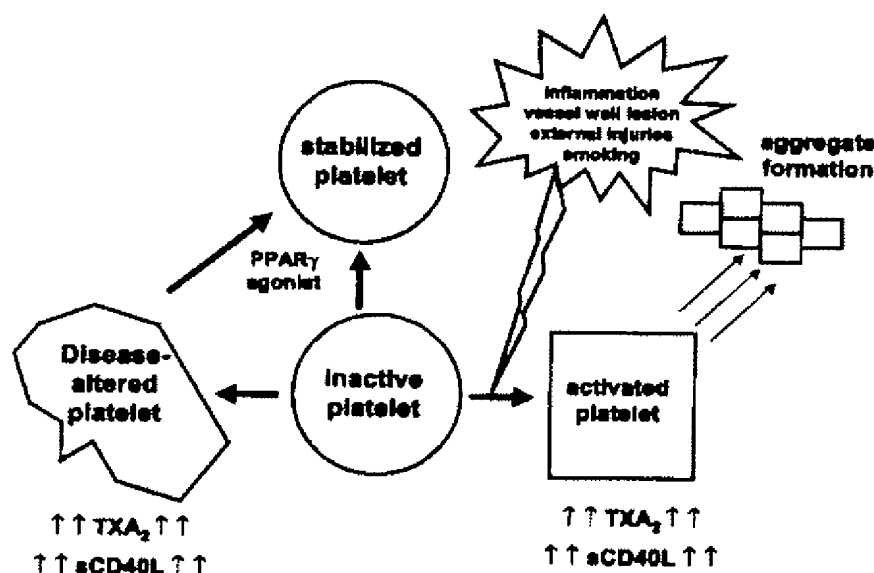 inflammation
vessel wall lesion
external injuries
smoking
aggregate
formation
stabilized
platelet
PPARγ
agonist
Disease-
altered
platelet
inactive
platelet
activated
platelet
↑ ↑ TXA₂ ↑ ↑
↑ ↑ sCD40L ↑ ↑
↑ ↑ TXA₂ ↑ ↑
↑ ↑ sCD40L ↑ ↑